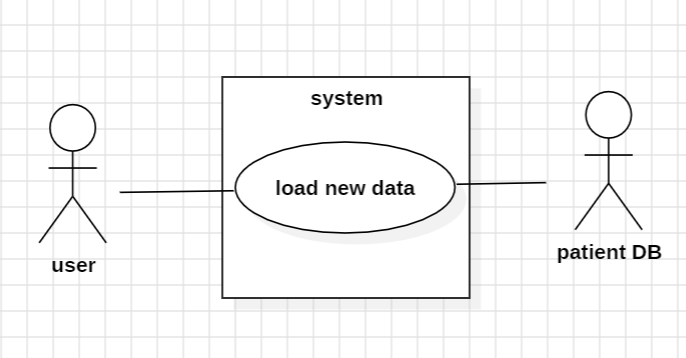 system
load new data
user
patient DB